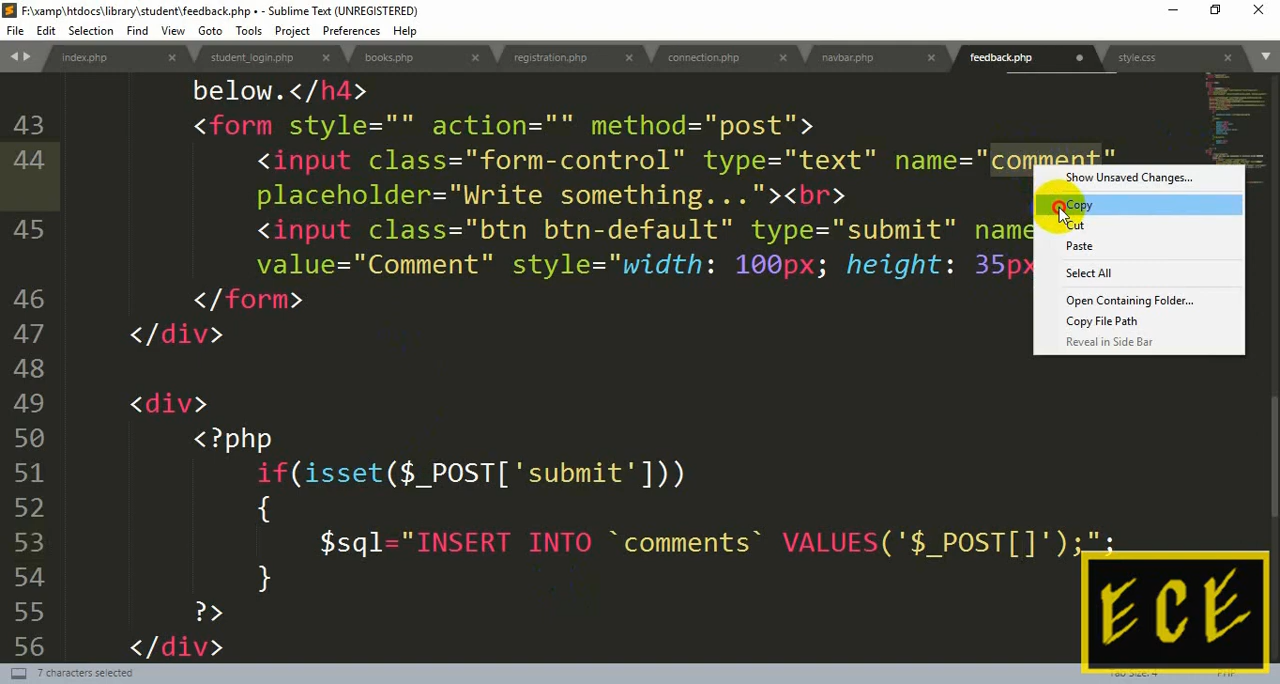 F:\xamp\htdocs\library\student\feedback.php • - Sublime Text (UNREGISTERED)
File Edit Selection Find View Goto Tools Project Preferences Help
index.php student_login.php books.php registration.php connection.php navbar.php feedback.php style.css
below.</h4>
43 <form style="" action="" method="post">
44 <input class="form-control" type="text" name="comment"
placeholder="Write something..."><br>
45 <input class="btn btn-default" type="submit" name
value="Comment" style="width: 100px; height: 35px
46 </form>
47 </div>
48
49 <div>
50 <?php
51 if(isset($_POST['submit']))
52 {
53 $sql="INSERT INTO `comments` VALUES('$_POST[]');";
54 }
55 ?>
56 </div>
Show Unsaved Changes...
Copy
Cut
Paste
Select All
Open Containing Folder...
Copy File Path
Reveal in Side Bar
ECE
7 characters selected
Tab Size: 4 PHP